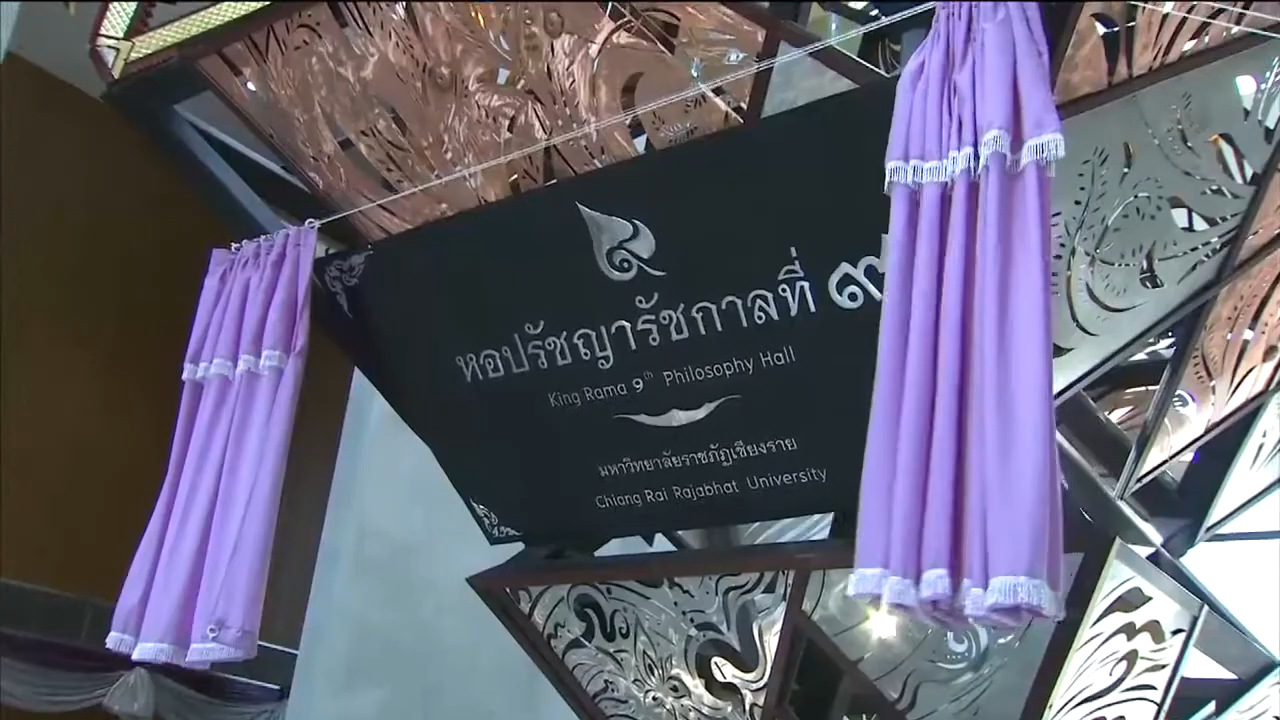 ๙
หอปรัชญารัชกาลที่ ๙
King Rama 9th Philosophy Hall
มหาวิทยาลัยราชภัฏเชียงราย
Chiang Rai Rajabhat University